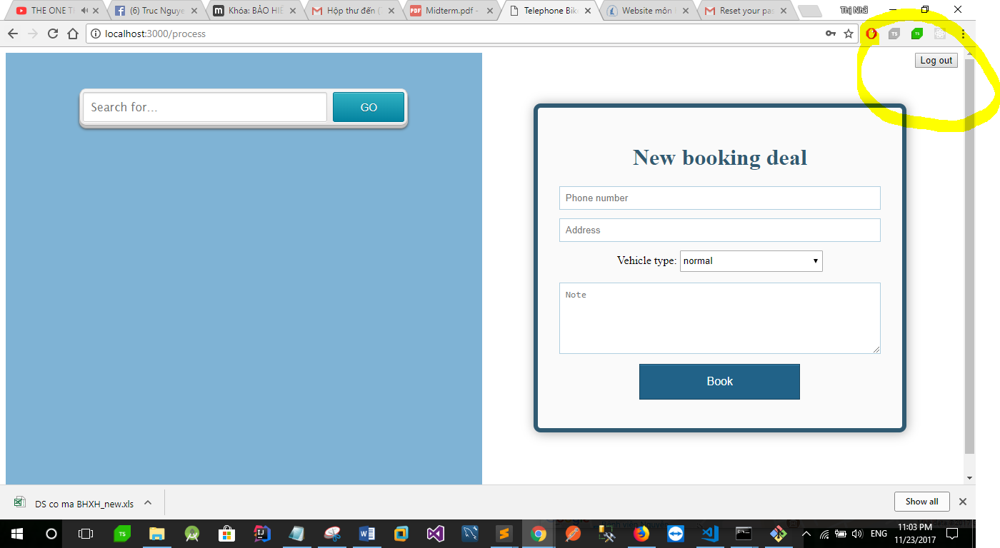 THE ONE T
(6) Truc Nguye
Khóa: BẢO HIỂ
Hộp thư đến (
Midterm.pdf -
Telephone Bik
Website môn
Reset your pas
Thị Nhã
localhost:3000/process
TS
TS
Log out
Search for...
GO
New booking deal
Phone number
Address
Vehicle type: normal
Note
Book
DS co ma BHXH_new.xls
Show all
ENG
11:03 PM
11/23/2017